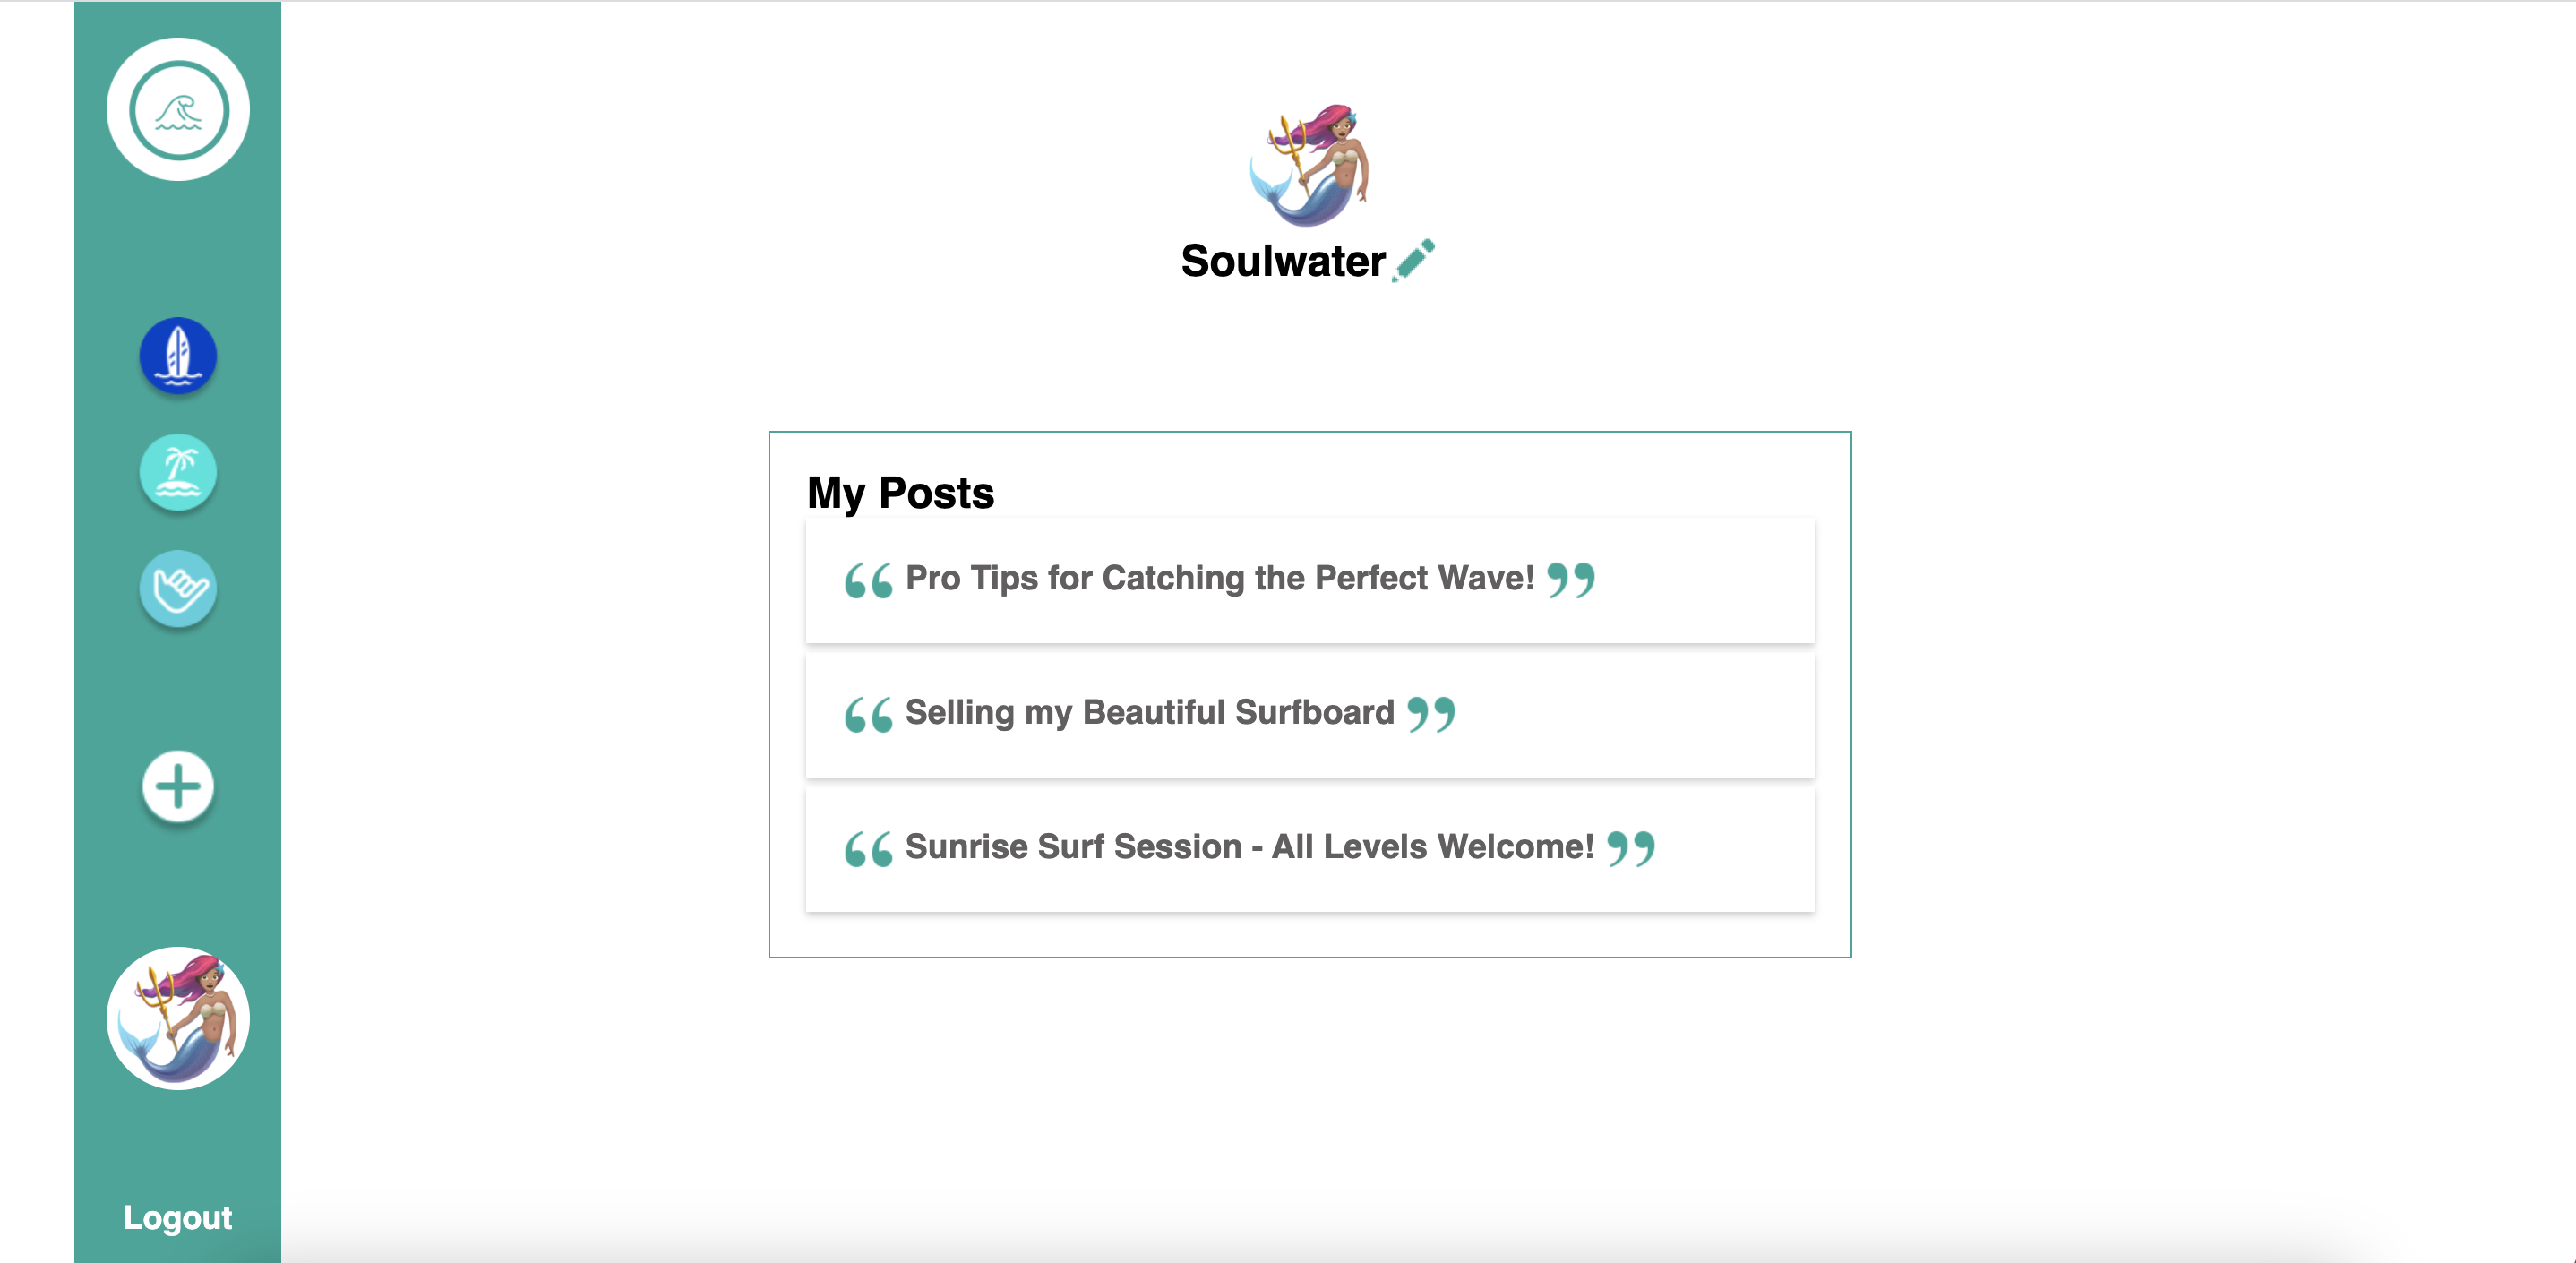 Soulwater
My Posts
Pro Tips for Catching the Perfect Wave!
Selling my Beautiful Surfboard
Sunrise Surf Session - All Levels Welcome!
Logout